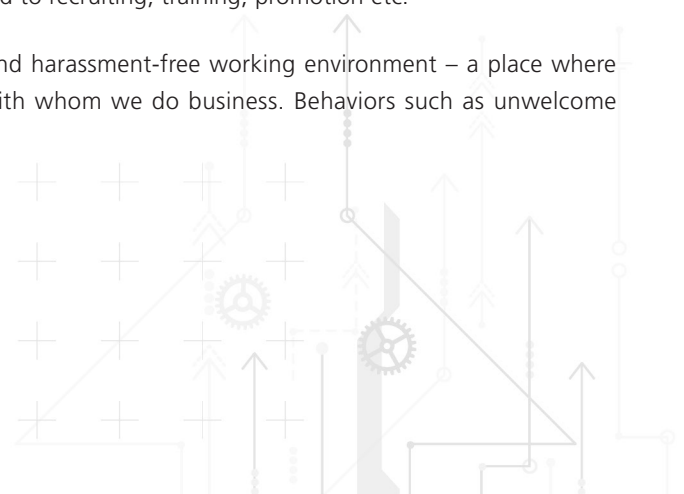 to recruiting, training, promotion etc.
nd harassment-free working environment – a place where
ith whom we do business. Behaviors such as unwelcome